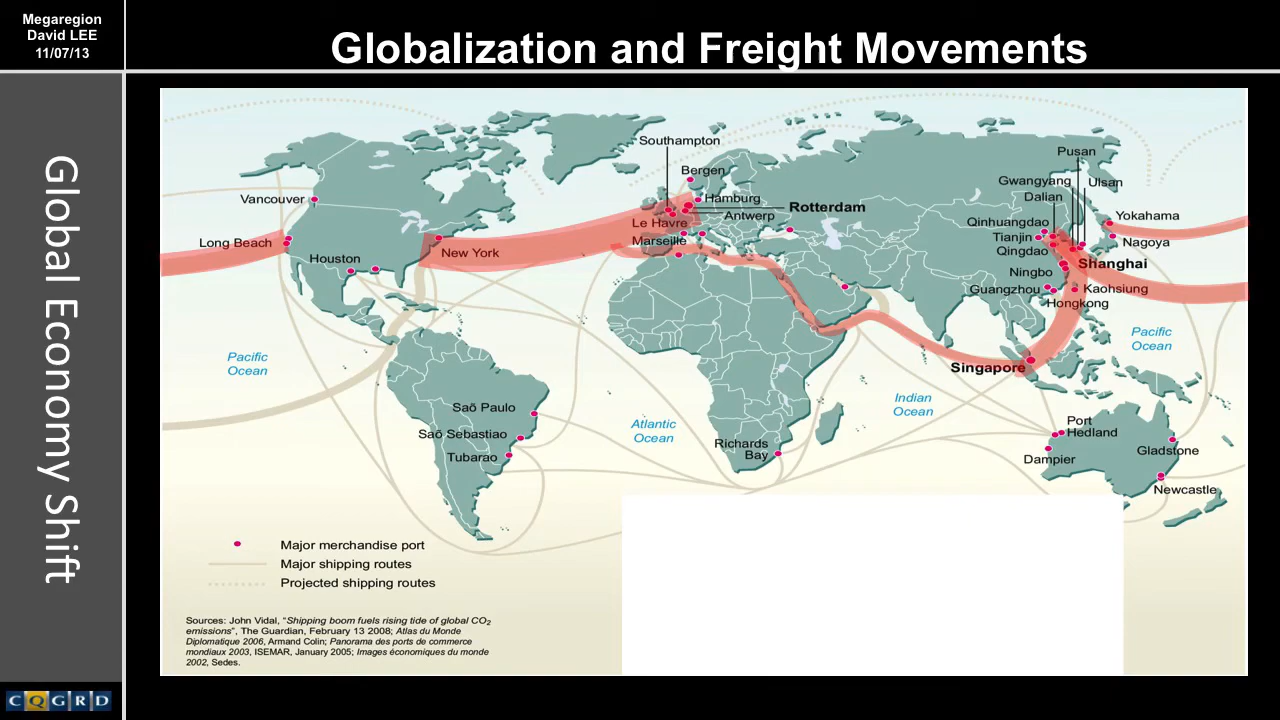 Megaregion
David LEE
11/07/13
Globalization and Freight Movements
Global Economy Shift
Southampton
Bergen
Hamburg
Rotterdam
Antwerp
Le Havre
Marseille
Vancouver
Long Beach
Houston
New York
Pusan
Gwangyang
Ulsan
Dalian
Qinhuangdao
Yokahama
Tianjin
Nagoya
Qingdao
Shanghai
Ningbo
Guangzhou
Kaohsiung
Hongkong
Pacific
Ocean
Pacific
Ocean
Singapore
Indian
Ocean
Atlantic
Ocean
Saõ Paulo
Saõ Sebastiao
Tubarao
Richards
Bay
Port
Hedland
Dampier
Gladstone
Newcastle
Major merchandise port
Major shipping routes
Projected shipping routes
Sources: John Vidal, “Shipping boom fuels rising tide of global CO2
emissions”, The Guardian, February 13 2008; Atlas du Monde
Diplomatique 2006, Armand Colin; Panorama des ports de commerce
mondiaux 2003, ISEMAR, January 2005; Images économiques du monde
2002, Sedes.
CQGRD